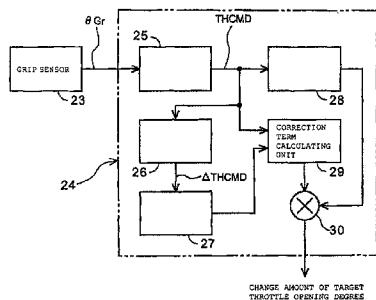 θGr
THCMD
25
GRIP SENSOR
23
28
24
26
ΔTHCMD
CORRECTION
TERM
CALCULATING
UNIT
29
27
30
CHANGE AMOUNT OF TARGET
THROTTLE OPENING DEGREE